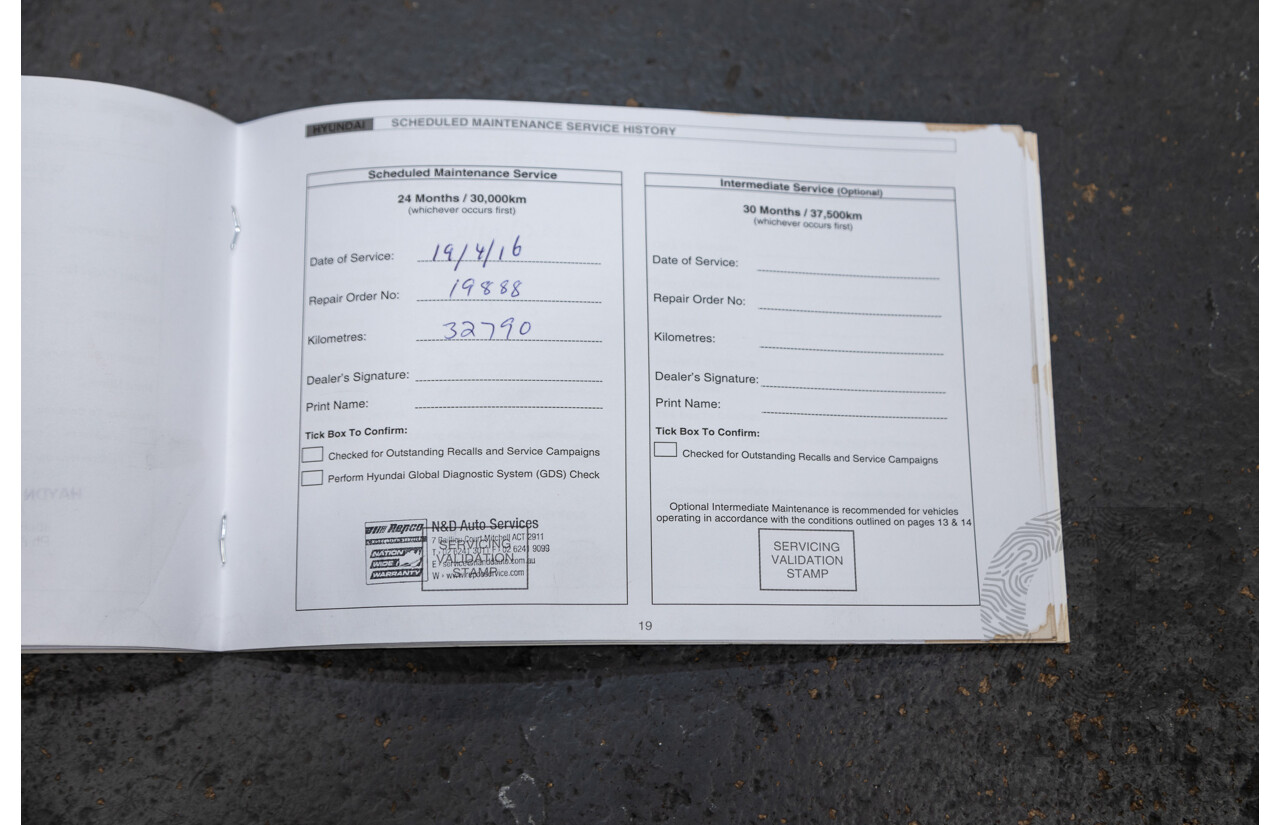 HYUNDAI SCHEDULED MAINTENANCE SERVICE HISTORY
Scheduled Maintenance Service
24 Months / 30,000km
(whichever occurs first)
Date of Service: 19/4/16
Repair Order No: 19888
Kilometres: 32790
Dealer's Signature:
Print Name:
Tick Box To Confirm:
Checked for Outstanding Recalls and Service Campaigns
Perform Hyundai Global Diagnostic System (GDS) Check
Repco
NATION
WIDE
WARRANTY
N&D Auto Services
Court Mitchell ACT 2911
SERVICING
VALIDATION
STAMP
Intermediate Service (Optional)
30 Months / 37,500km
(whichever occurs first)
Date of Service:
Repair Order No:
Kilometres:
Dealer's Signature:
Print Name:
Tick Box To Confirm:
Checked for Outstanding Recalls and Service Campaigns
Optional Intermediate Maintenance is recommended for vehicles
operating in accordance with the conditions outlined on pages 13 & 14
SERVICING
VALIDATION
STAMP
19